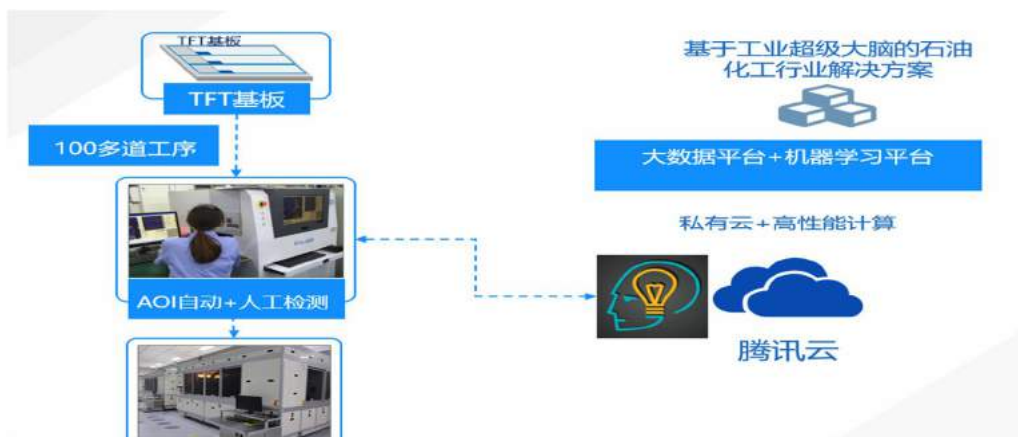 TFT基板
TFT基板
100多道工序
AOI自动+人工检测
基于工业超级大脑的石油
化工行业解决方案
大数据平台+机器学习平台
私有云+高性能计算
腾讯云